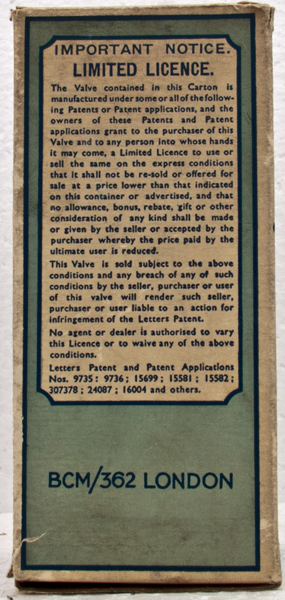 IMPORTANT NOTICE.
LIMITED LICENCE.
The Valve contained in this Carton is
manufactured under some or all of the follow-
ing Patents or Patent applications, and the
owners of these Patents and Patent
applications grant to the purchaser of this
Valve and to any person into whose hands
it may come, a Limited Licence to use or
sell the same on the express conditions
that it shall not be re-sold or offered for
sale at a price lower than that indicated
on this container or advertised, and that
no allowance, bonus, rebate, gift or other
consideration of any kind shall be made
or given by the seller or accepted by the
purchaser whereby the price paid by the
ultimate user is reduced.
This Valve is sold subject to the above
conditions and any breach of any of such
conditions by the seller, purchaser or user
of this valve will render such seller,
purchaser or user liable to an action for
infringement of the Letters Patent.
No agent or dealer is authorised to vary
this Licence or to waive any of the above
conditions.
Letters Patent and Patent Applications
Nos. 9735 : 9736 ; 15699 ; 15581 ; 15582 ;
307378 ; 24087 ; 16004 and others.
BCM/362 LONDON